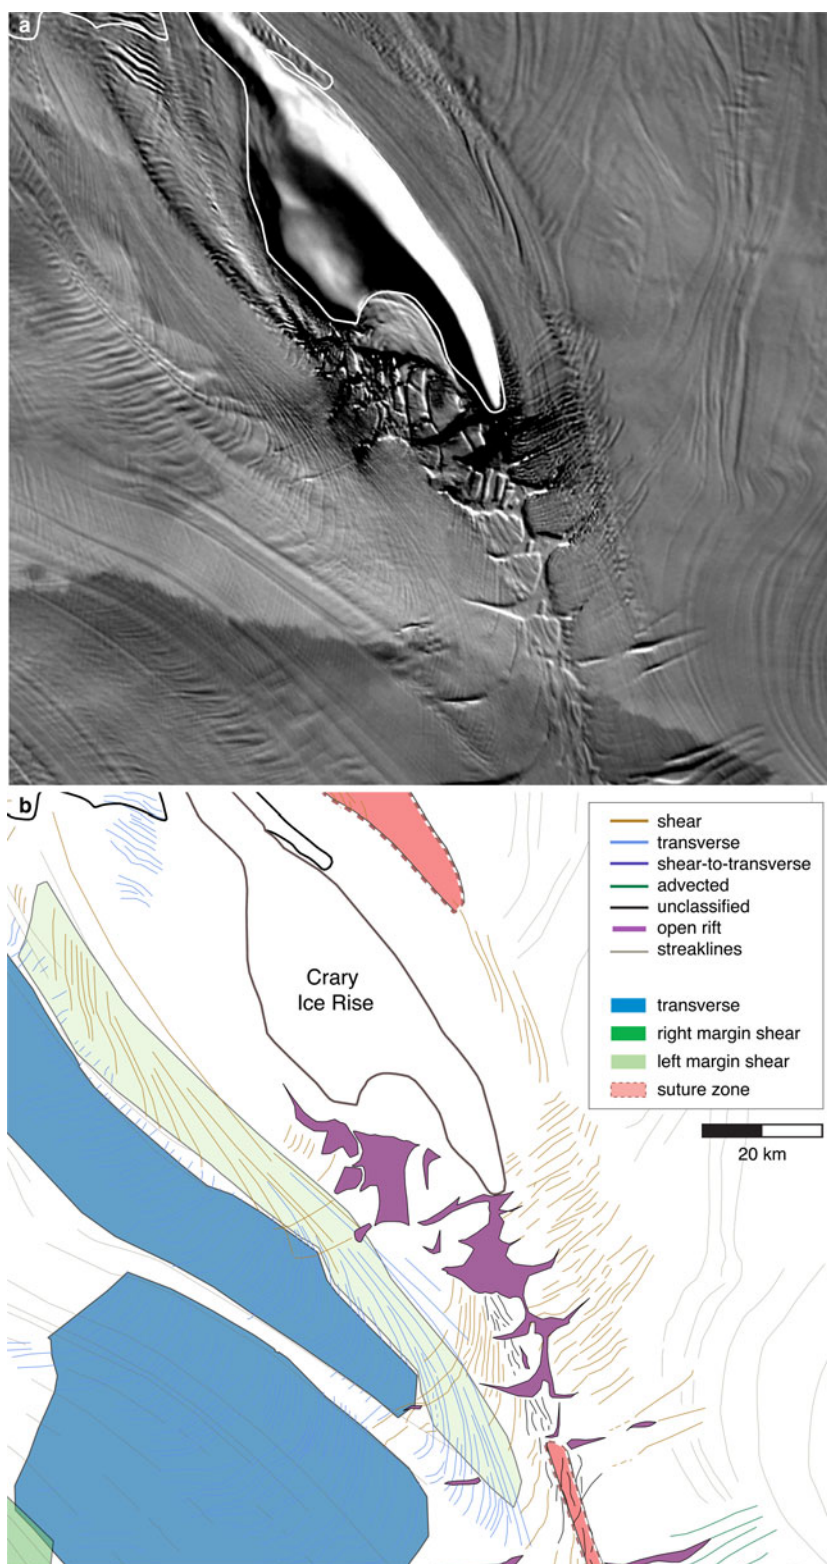 a
b
Crary
Ice Rise
shear
transverse
shear-to-transverse
advected
unclassified
open rift
streaklines
transverse
right margin shear
left margin shear
suture zone
20 km